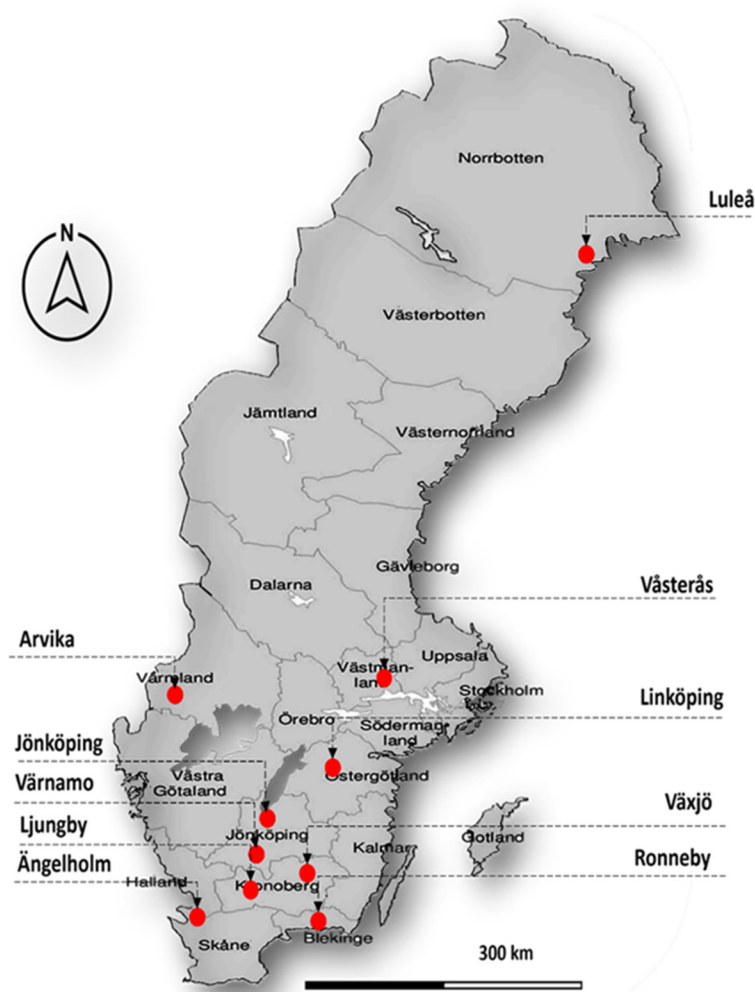 Norrbotten
Luleå
N
Västerbotten
Jämtland
Västernorrland
Gävleborg
Dalarna
Våsterås
Arvika
Värmland
Västman-
land
Uppsala
Stockholm
Örebro
Söderman
land
Linköping
Jönköping
Västra
Götaland
Östergötland
Värnamo
Växjö
Ljungby
Jönköping
Kalmar
Gotland
Ängelholm
Halland
Kronoberg
Ronneby
Skåne
Blekinge
300 km